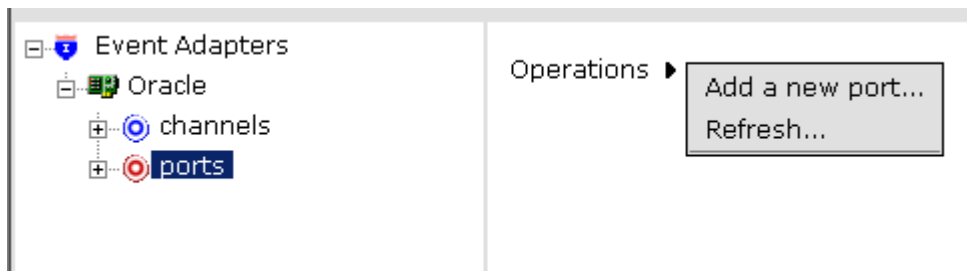 Event Adapters
Oracle
channels
ports
Operations
Add a new port...
Refresh...